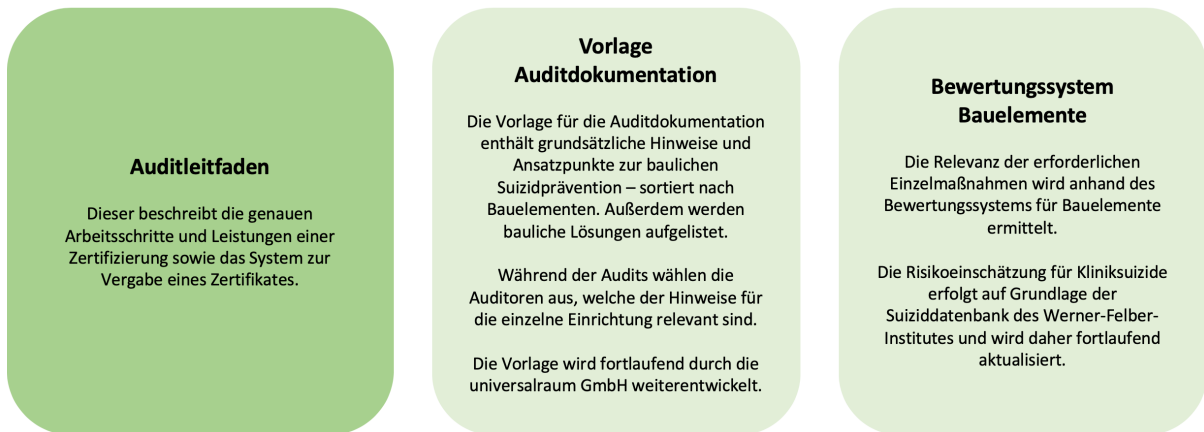 Auditleitfaden
Dieser beschreibt die genauen
Arbeitsschritte und Leistungen einer
Zertifizierung sowie das System zur
Vergabe eines Zertifikates.
Vorlage
Auditdokumentation
Die Vorlage für die Auditdokumentation
enthält grundsätzliche Hinweise und
Ansatzpunkte zur baulichen
Suizidprävention – sortiert nach
Bauelementen. Außerdem werden
bauliche Lösungen aufgelistet.
Während der Audits wählen die
Auditoren aus, welche der Hinweise für
die einzelne Einrichtung relevant sind.
Die Vorlage wird fortlaufend durch die
universalraum GmbH weiterentwickelt.
Bewertungssystem
Bauelemente
Die Relevanz der erforderlichen
Einzelmaßnahmen wird anhand des
Bewertungssystems für Bauelemente
ermittelt.
Die Risikoeinschätzung für Kliniksuizide
erfolgt auf Grundlage der
Suiziddatenbank des Werner-Felber-
Institutes und wird daher fortlaufend
aktualisiert.